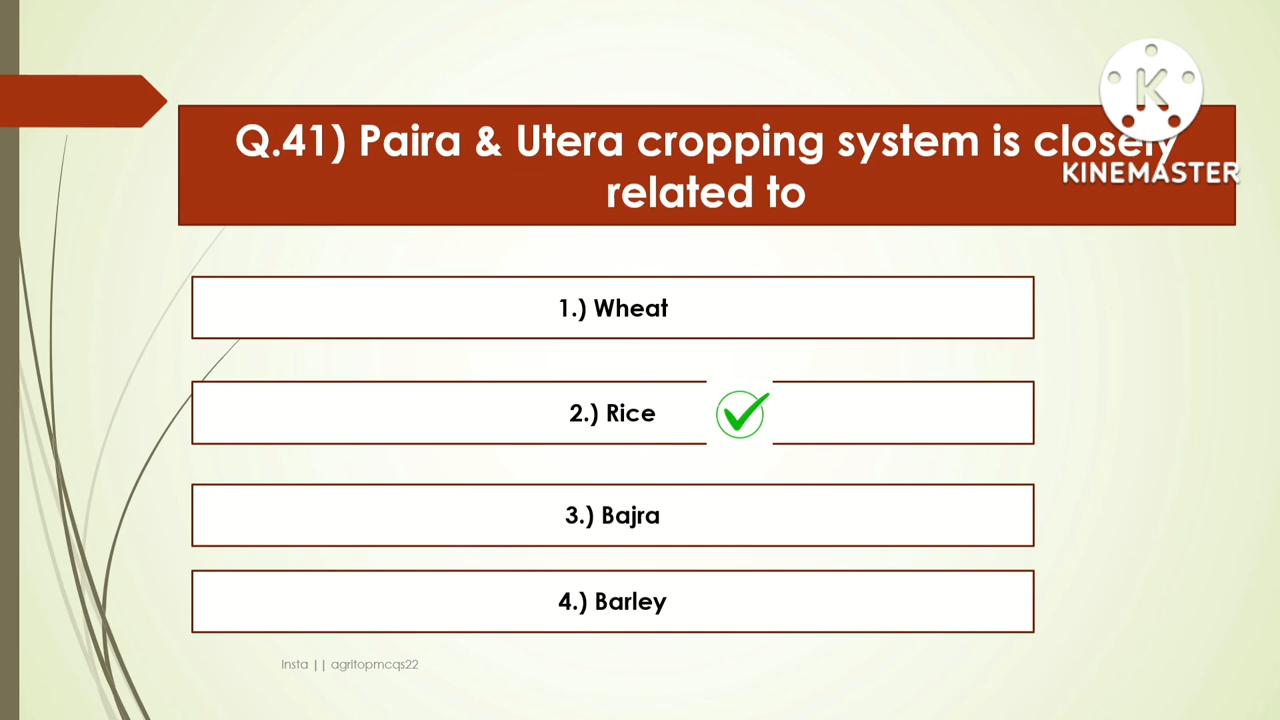 Q.41) Paira & Utera cropping system is closely
related to
KINEMASTER
1.) Wheat
2.) Rice
3.) Bajra
4.) Barley
Insta || agritopmcqs22